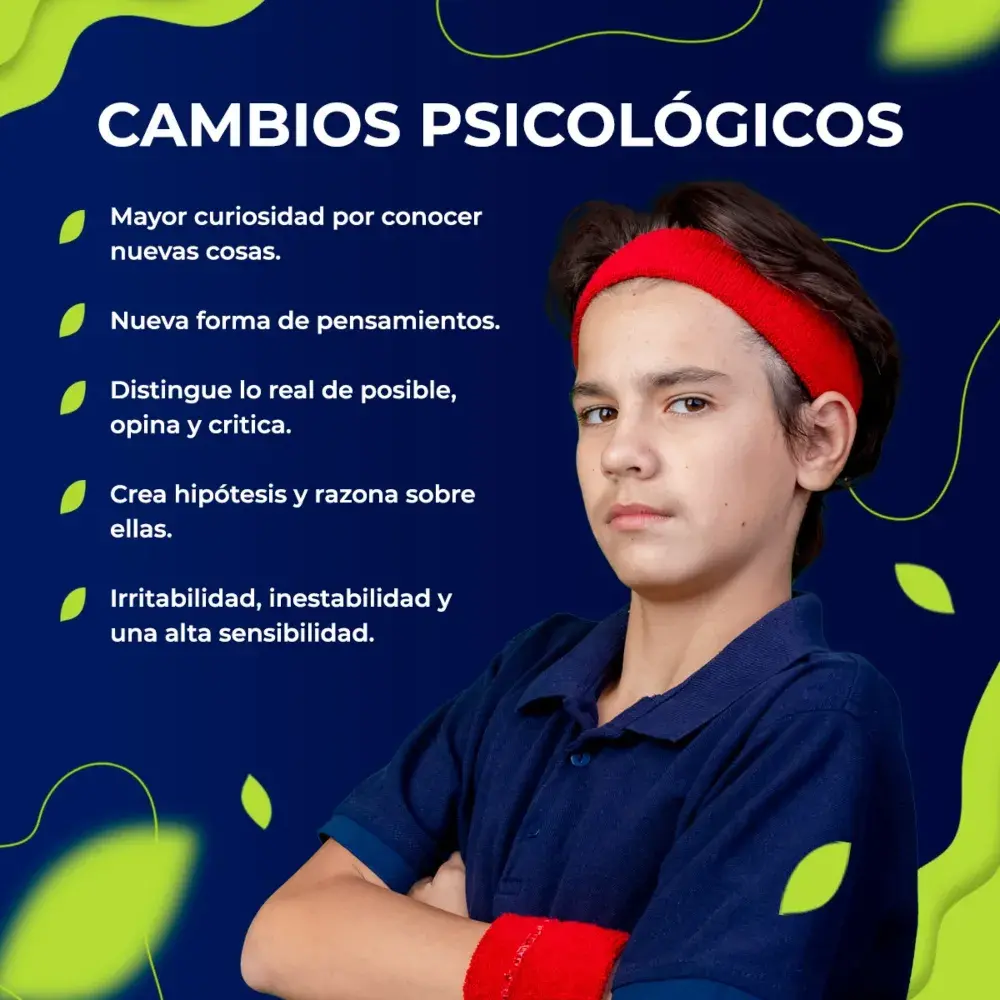 CAMBIOS PSICOLÓGICOS
Mayor curiosidad por conocer
nuevas cosas.
Nueva forma de pensamientos.
Distingue lo real de posible,
opina y critica.
Crea hipótesis y razona sobre
ellas.
Irritabilidad, inestabilidad y
una alta sensibilidad.